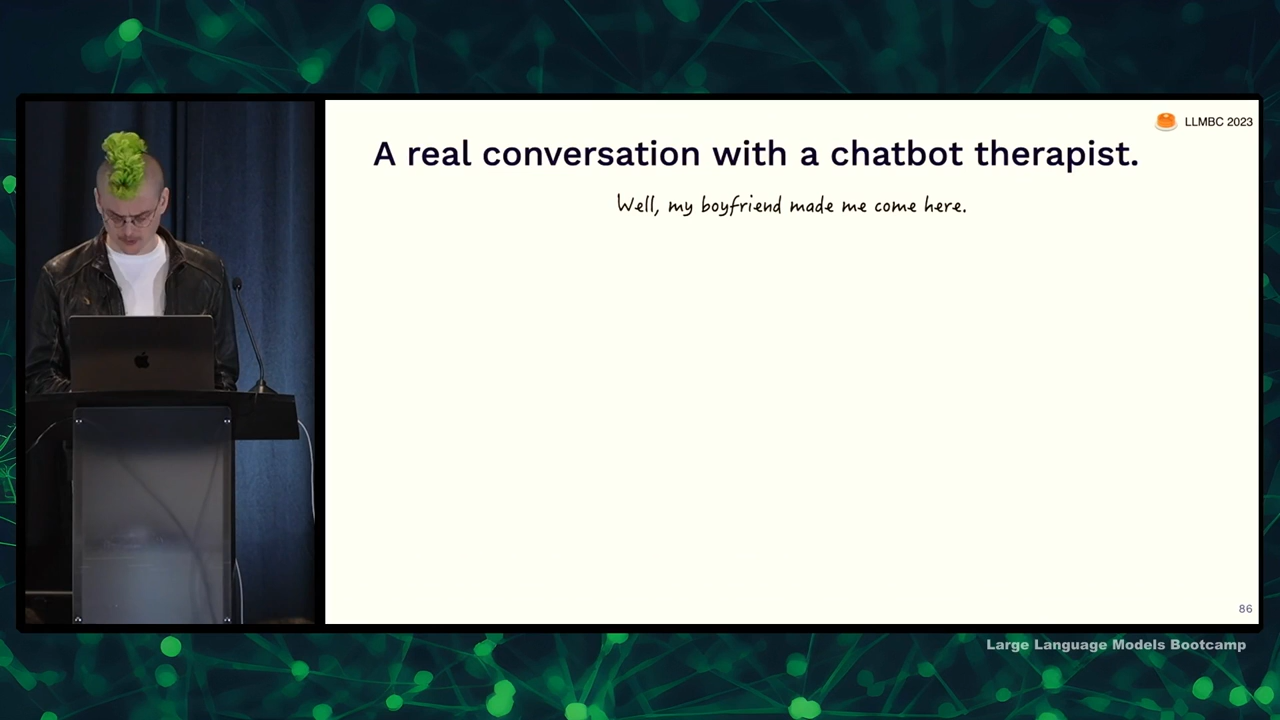 LLMBC 2023
A real conversation with a chatbot therapist.
Well, my boyfriend made me come here.
86
Large Language Models Bootcamp